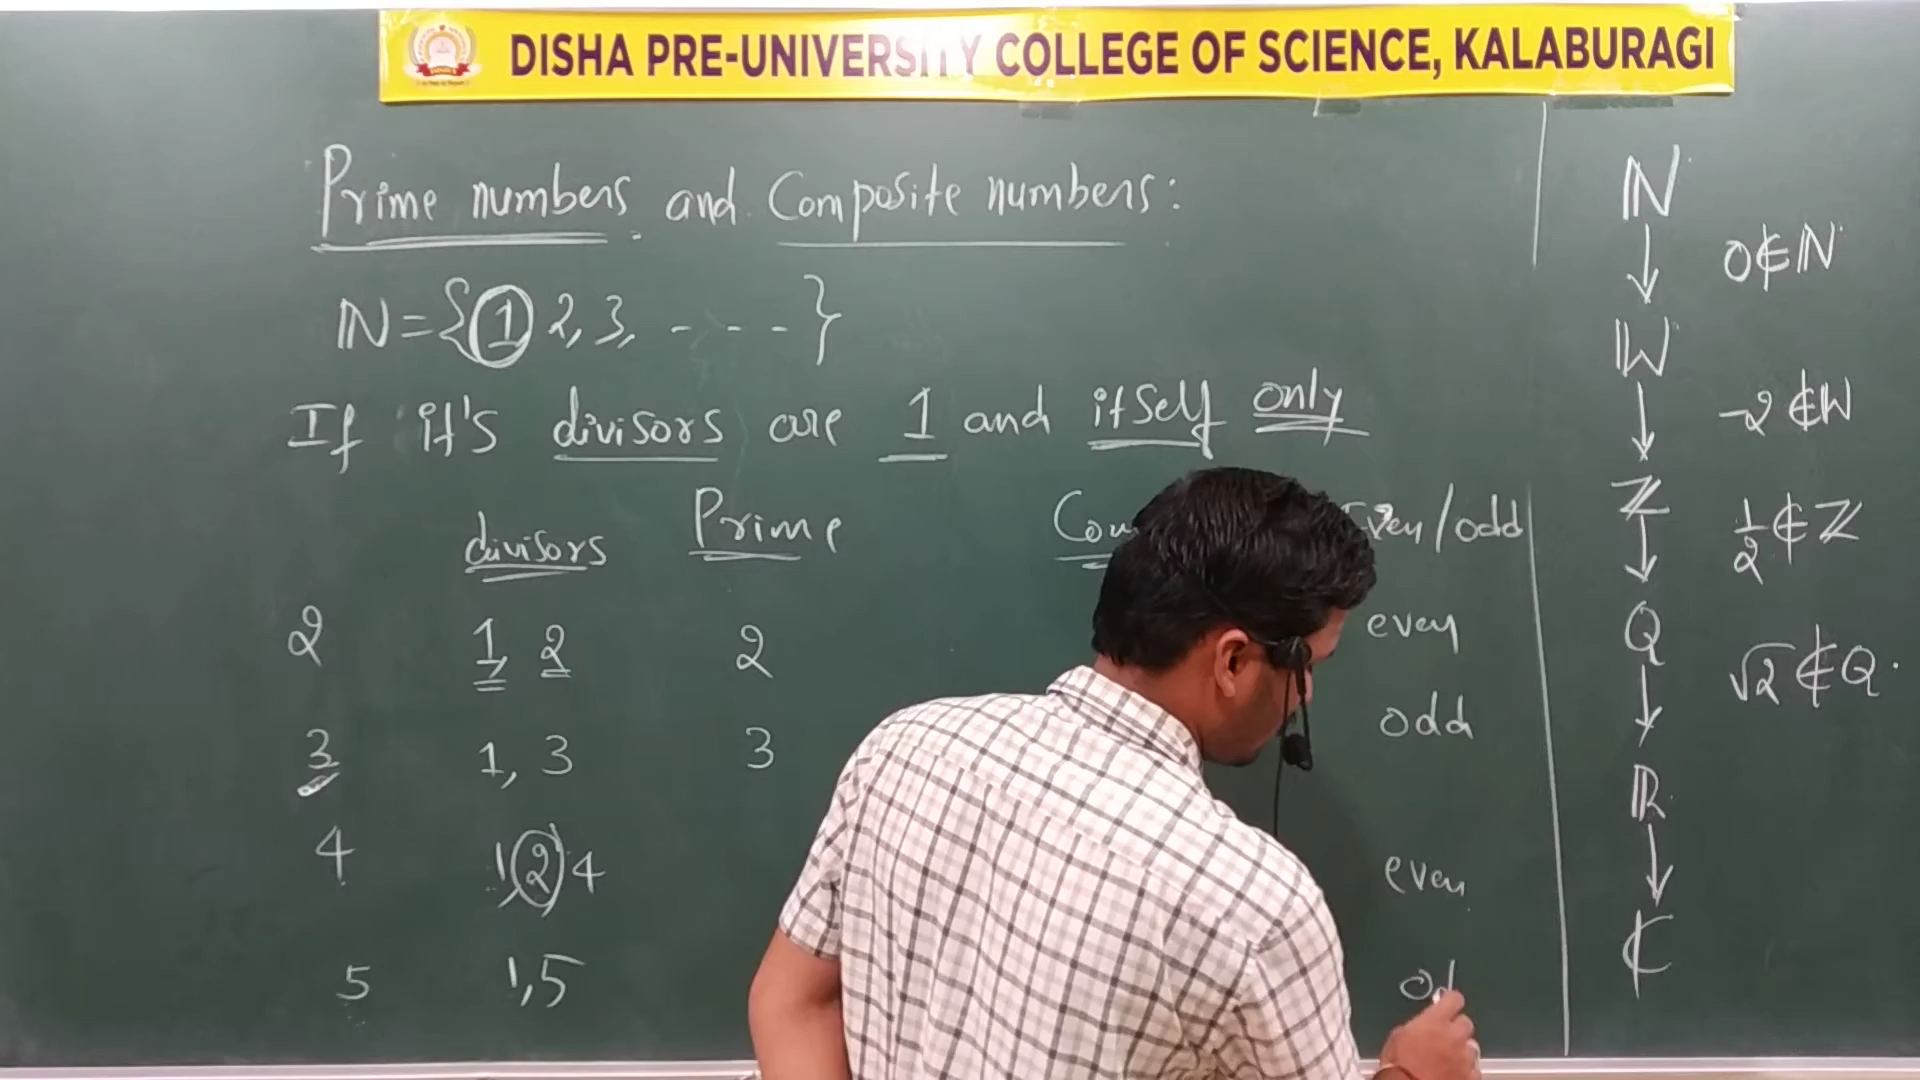 DISHA PRE-UNIVERSITY COLLEGE OF SCIENCE, KALABURAGI
Prime numbers and Composite numbers:
N = {1 2, 3, - - - - }
If it's divisors are 1 and itself only
divisors Prime Even/odd
2 1, 2 2 even
3 1, 3 3 odd
4 1, 2, 4 even
5 1, 5
N
0 ∉ N
↓
W
-2 ∉ W
↓
Z
1/2 ∉ Z
↓
Q
√2 ∉ Q.
↓
R
↓
C